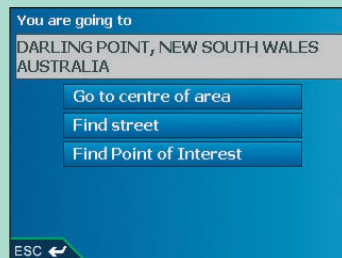 You are going to
DARLING POINT, NEW SOUTH WALES
AUSTRALIA
Go to centre of area
Find street
Find Point of Interest
ESC